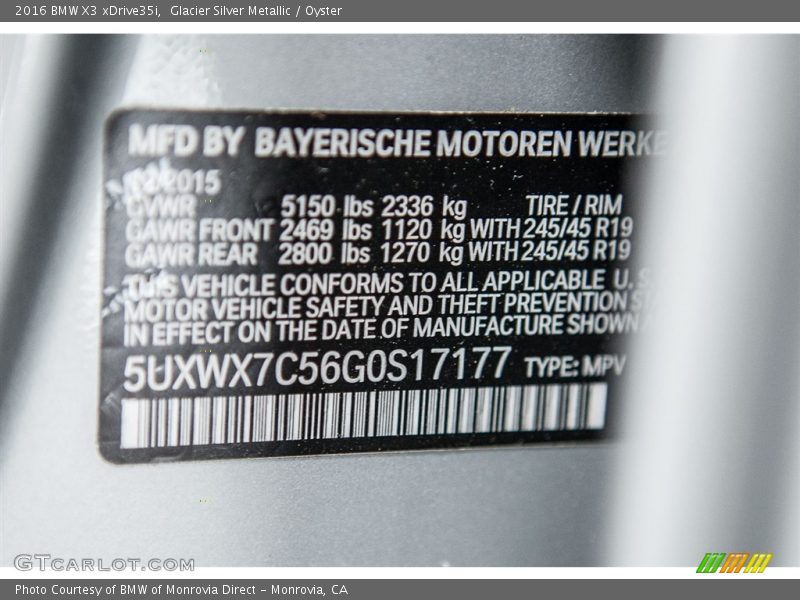 2016 BMW X3 xDrive35i, Glacier Silver Metallic / Oyster
MFD BY BAYERISCHE MOTOREN WERKE
2015
GVWR 5150 lbs 2336 kg TIRE / RIM
GAWR FRONT 2469 lbs 1120 kg WITH 245/45 R19
GAWR REAR 2800 lbs 1270 kg WITH 245/45 R19
THIS VEHICLE CONFORMS TO ALL APPLICABLE U.S
MOTOR VEHICLE SAFETY AND THEFT PREVENTION
IN EFFECT ON THE DATE OF MANUFACTURE SHOWN
5UXWX7C56G0S17177 TYPE: MPV
GTCARLOT.COM
Photo Courtesy of BMW of Monrovia Direct - Monrovia, CA